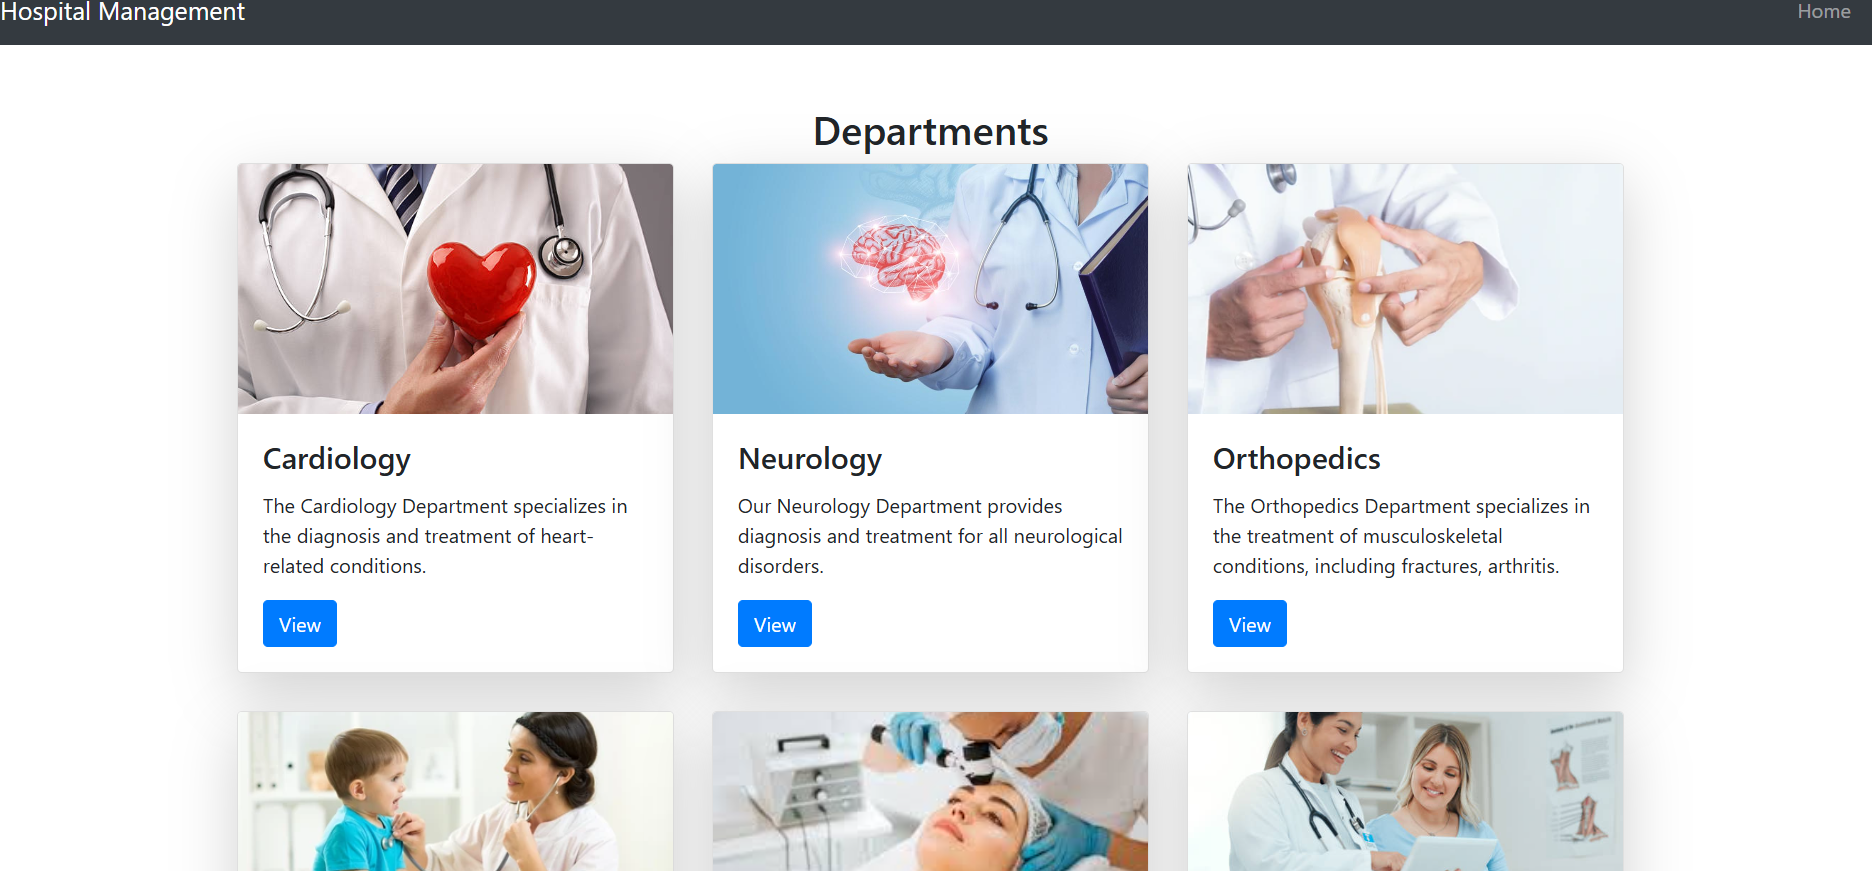 Hospital Management
Home
Departments
Cardiology
The Cardiology Department specializes in
the diagnosis and treatment of heart-
related conditions.
View
Neurology
Our Neurology Department provides
diagnosis and treatment for all neurological
disorders.
View
Orthopedics
The Orthopedics Department specializes in
the treatment of musculoskeletal
conditions, including fractures, arthritis.
View